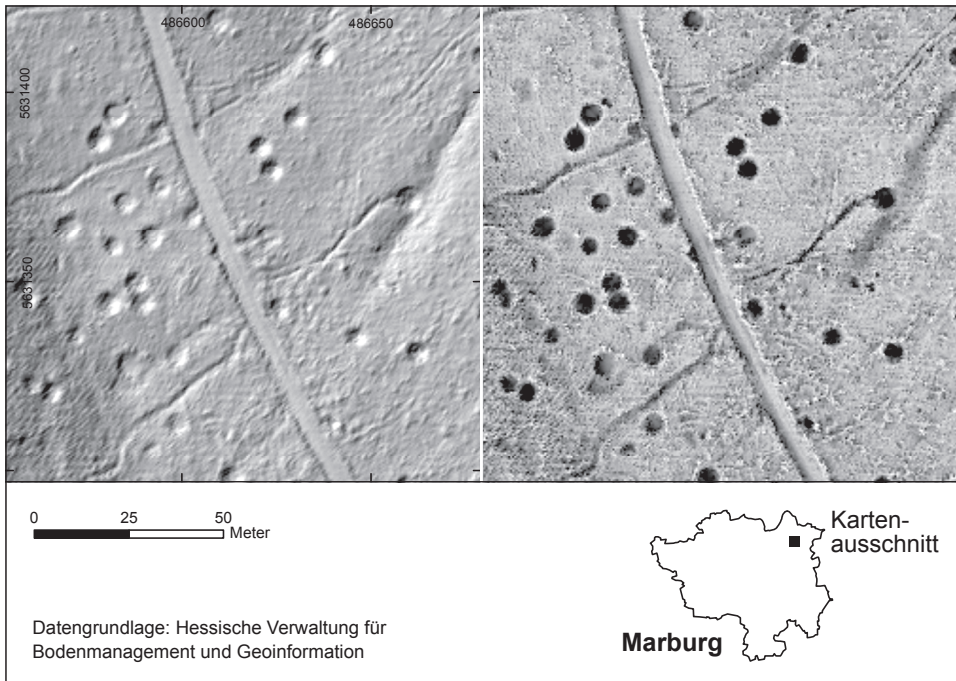 486600
486650
5631400
5631350
0 25 50
Meter
Karten-
ausschnitt
Marburg
Datengrundlage: Hessische Verwaltung für
Bodenmanagement und Geoinformation